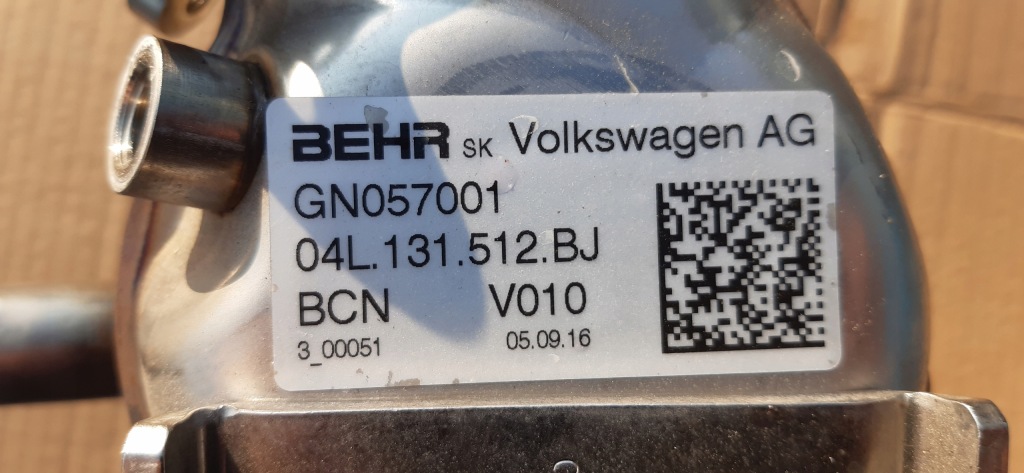 BEHR SK Volkswagen AG
GN057001
04L.131.512.BJ
BCN V010
3_00051 05.09.16